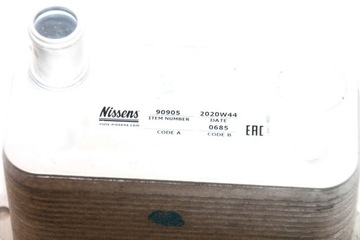 Nissens 90905 2020W44 EAC
ITEM NUMBER DATE
0685
CODE A CODE B